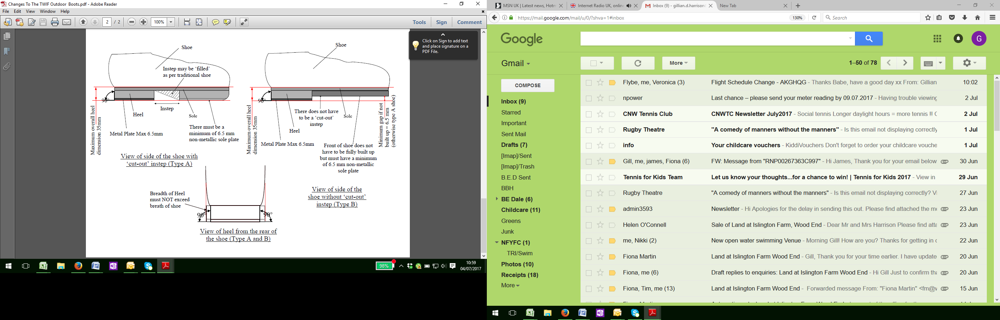 Changes To The TWIF Outdoor Boots.pdf - Adobe Reader
File Edit View Window Help
2 / 2 100%
Tools Sign Comment
Click on Sign to add text
and place signature on a
PDF File.
Shoe
Instep may be ‘filled’
as per traditional shoe
90°
Instep
Heel
Sole
Maximum overall heel
dimension 35mm
Metal Plate Max 6.5mm
There must be a
minimum of 6.5 mm
non-metallic sole plate
View of side of the shoe with
‘cut-out’ instep (Type A)
Shoe
90°
There does not have
to be a ‘cut-out’
instep
Sole
Heel
Maximum overall heel
dimension 35mm
Metal Plate Max 6.5mm
Minimum gap if not
built up = 6.5 mm
(otherwise type A shoe)
Front of shoe does not
have to be fully built up
but must have a minimum
of 6.5 mm non-metallic
sole plate
View of side of the
shoe without ‘cut-out’
instep (Type B)
Breadth of Heel
must NOT exceed
breath of shoe
90°
90°
View of heel from the rear of
the shoe (Type A and B)
98%
10:59
04/07/2017
MSN UK | Latest news, Hotm
Internet Radio UK, online
Inbox (9) - gillian.d.harrison
New Tab
https://mail.google.com/mail/u/0/?shva=1#inbox
130%
Search
Google
G
Gmail
More
1–50 of 78
COMPOSE
Inbox (9)
Starred
Important
Sent Mail
Drafts (7)
[Imap]/Sent
[Imap]/Trash
B.E.D Sent
BBH
BE Dale (6)
Childcare (11)
Greens
Junk
NFYFC (1)
TRI/Swim
Photos (10)
Receipts (18)
More
Flybe, me, Veronica (3) Flight Schedule Change - AKGHQG - Thanks Babe, have a good day xx From: Gillian 10:02
npower Last chance – please send your meter reading by 09.07.2017 - Having trouble viewing 2 Jul
CNW Tennis Club CNWTC Newsletter July2017 - Social tennis Longer daylight hours = more tennis !! 2 Jul
Rugby Theatre "A comedy of manners without the manners" - Is this email not displaying correctly 1 Jul
info Your childcare vouchers - KiddiVouchers Don't forget to order your childcare vouche 1 Jul
Gill, me, james, Fiona (6) FW: Message from "RNP00267363C997" - Hi James, Thank you for your email below 30 Jun
Tennis for Kids Team Let us know your thoughts...for a chance to win! | Tennis for Kids 2017 - View in 29 Jun
Rugby Theatre "A comedy of manners without the manners" - Is this email not displaying correctly? Vi 27 Jun
admin3593 Newsletter - Hi Apologies for the delay in sending this out. Please find attached the mo 23 Jun
Helen O'Connell Sale of Land at Islington Farm, Wood End - Dear Mr and Mrs Harrison Please find atta 23 Jun
me, Nikki (2) New open water swimming Venue - Morning Gill! How are you? Thanks for getting in 22 Jun
Fiona Martin Land at Islington Farm Wood End - Gill, Thank you for your time earlier. I have update 20 Jun
Fiona, me (6) Draft replies to enquiries: Land at Islington Farm Wood End - Hi Gill Just to confirm tha 20 Jun
Fiona, Tim, me (13) Land at Islington Farm Wood End - Forwarded message From: "Fiona Martin" <fm@ 15 Jun